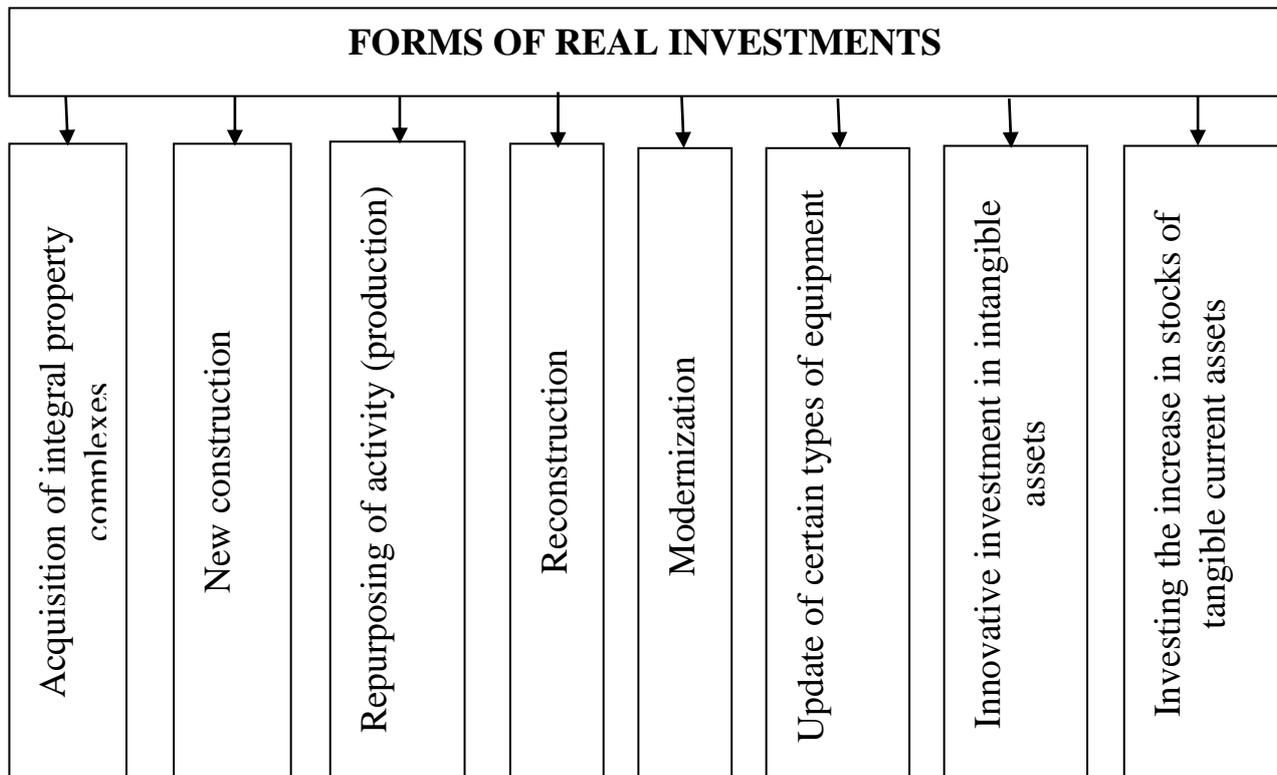 FORMS OF REAL INVESTMENTS
Acquisition of integral property
complexes
New construction
Repurposing of activity (production)
Reconstruction
Modernization
Update of certain types of equipment
Innovative investment in intangible
assets
Investing the increase in stocks of
tangible current assets